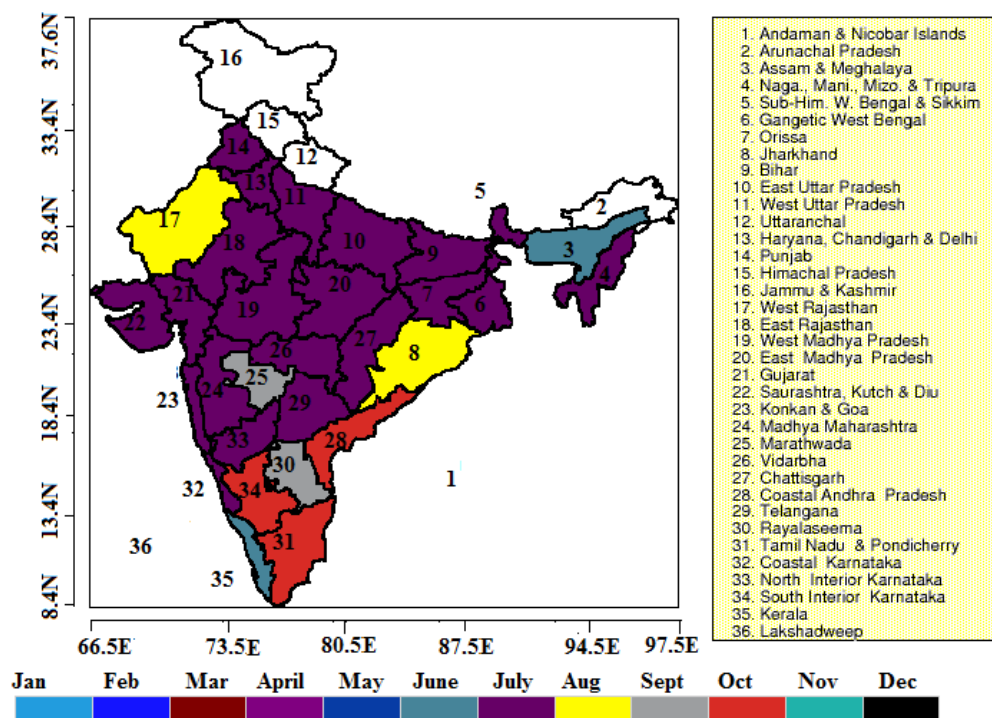 37.6N
33.4N
28.4N
23.4N
18.4N
13.4N
8.4N
16
15
14
12
13
11
5
2
17
18
10
9
3
4
20
21
19
7
6
22
27
26
8
25
24
23
29
33
28
30
1
32
34
36
31
35
66.5E 73.5E 80.5E 87.5E 94.5E 97.5E
1. Andaman & Nicobar Islands
2. Arunachal Pradesh
3. Assam & Meghalaya
4. Naga., Mani., Mizo. & Tripura
5. Sub-Him. W. Bengal & Sikkim
6. Gangetic West Bengal
7. Orissa
8. Jharkhand
9. Bihar
10. East Uttar Pradesh
11. West Uttar Pradesh
12. Uttaranchal
13. Haryana, Chandigarh & Delhi
14. Punjab
15. Himachal Pradesh
16. Jammu & Kashmir
17. West Rajasthan
18. East Rajasthan
19. West Madhya Pradesh
20. East Madhya Pradesh
21. Gujarat
22. Saurashtra, Kutch & Diu
23. Konkan & Goa
24. Madhya Maharashtra
25. Marathwada
26. Vidarbha
27. Chattisgarh
28. Coastal Andhra Pradesh
29. Telangana
30. Rayalaseema
31. Tamil Nadu & Pondicherry
32. Coastal Karnataka
33. North Interior Karnataka
34. South Interior Karnataka
35. Kerala
36. Lakshadweep
Jan Feb Mar April May June July Aug Sept Oct Nov Dec